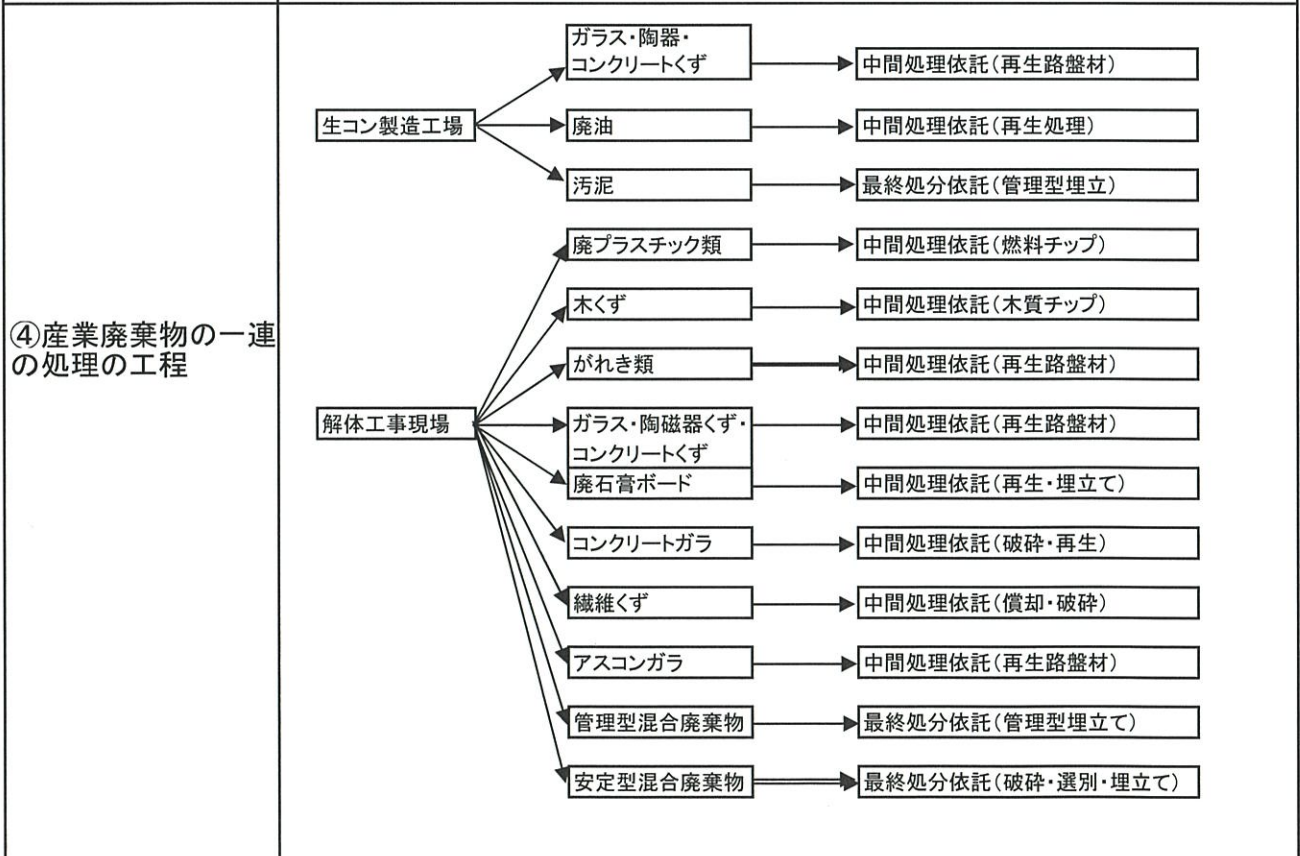 ④産業廃棄物の一連
の処理の工程
生コン製造工場
ガラス・陶器・
コンクリートくず
中間処理依託(再生路盤材)
廃油
中間処理依託(再生処理)
汚泥
最終処分依託(管理型埋立)
解体工事現場
廃プラスチック類
中間処理依託(燃料チップ)
木くず
中間処理依託(木質チップ)
がれき類
中間処理依託(再生路盤材)
ガラス・陶磁器くず・
コンクリートくず
中間処理依託(再生路盤材)
廃石膏ボード
中間処理依託(再生・埋立て)
コンクリートガラ
中間処理依託(破砕・再生)
繊維くず
中間処理依託(償却・破砕)
アスコンガラ
中間処理依託(再生路盤材)
管理型混合廃棄物
最終処分依託(管理型埋立て)
安定型混合廃棄物
最終処分依託(破砕・選別・埋立て)